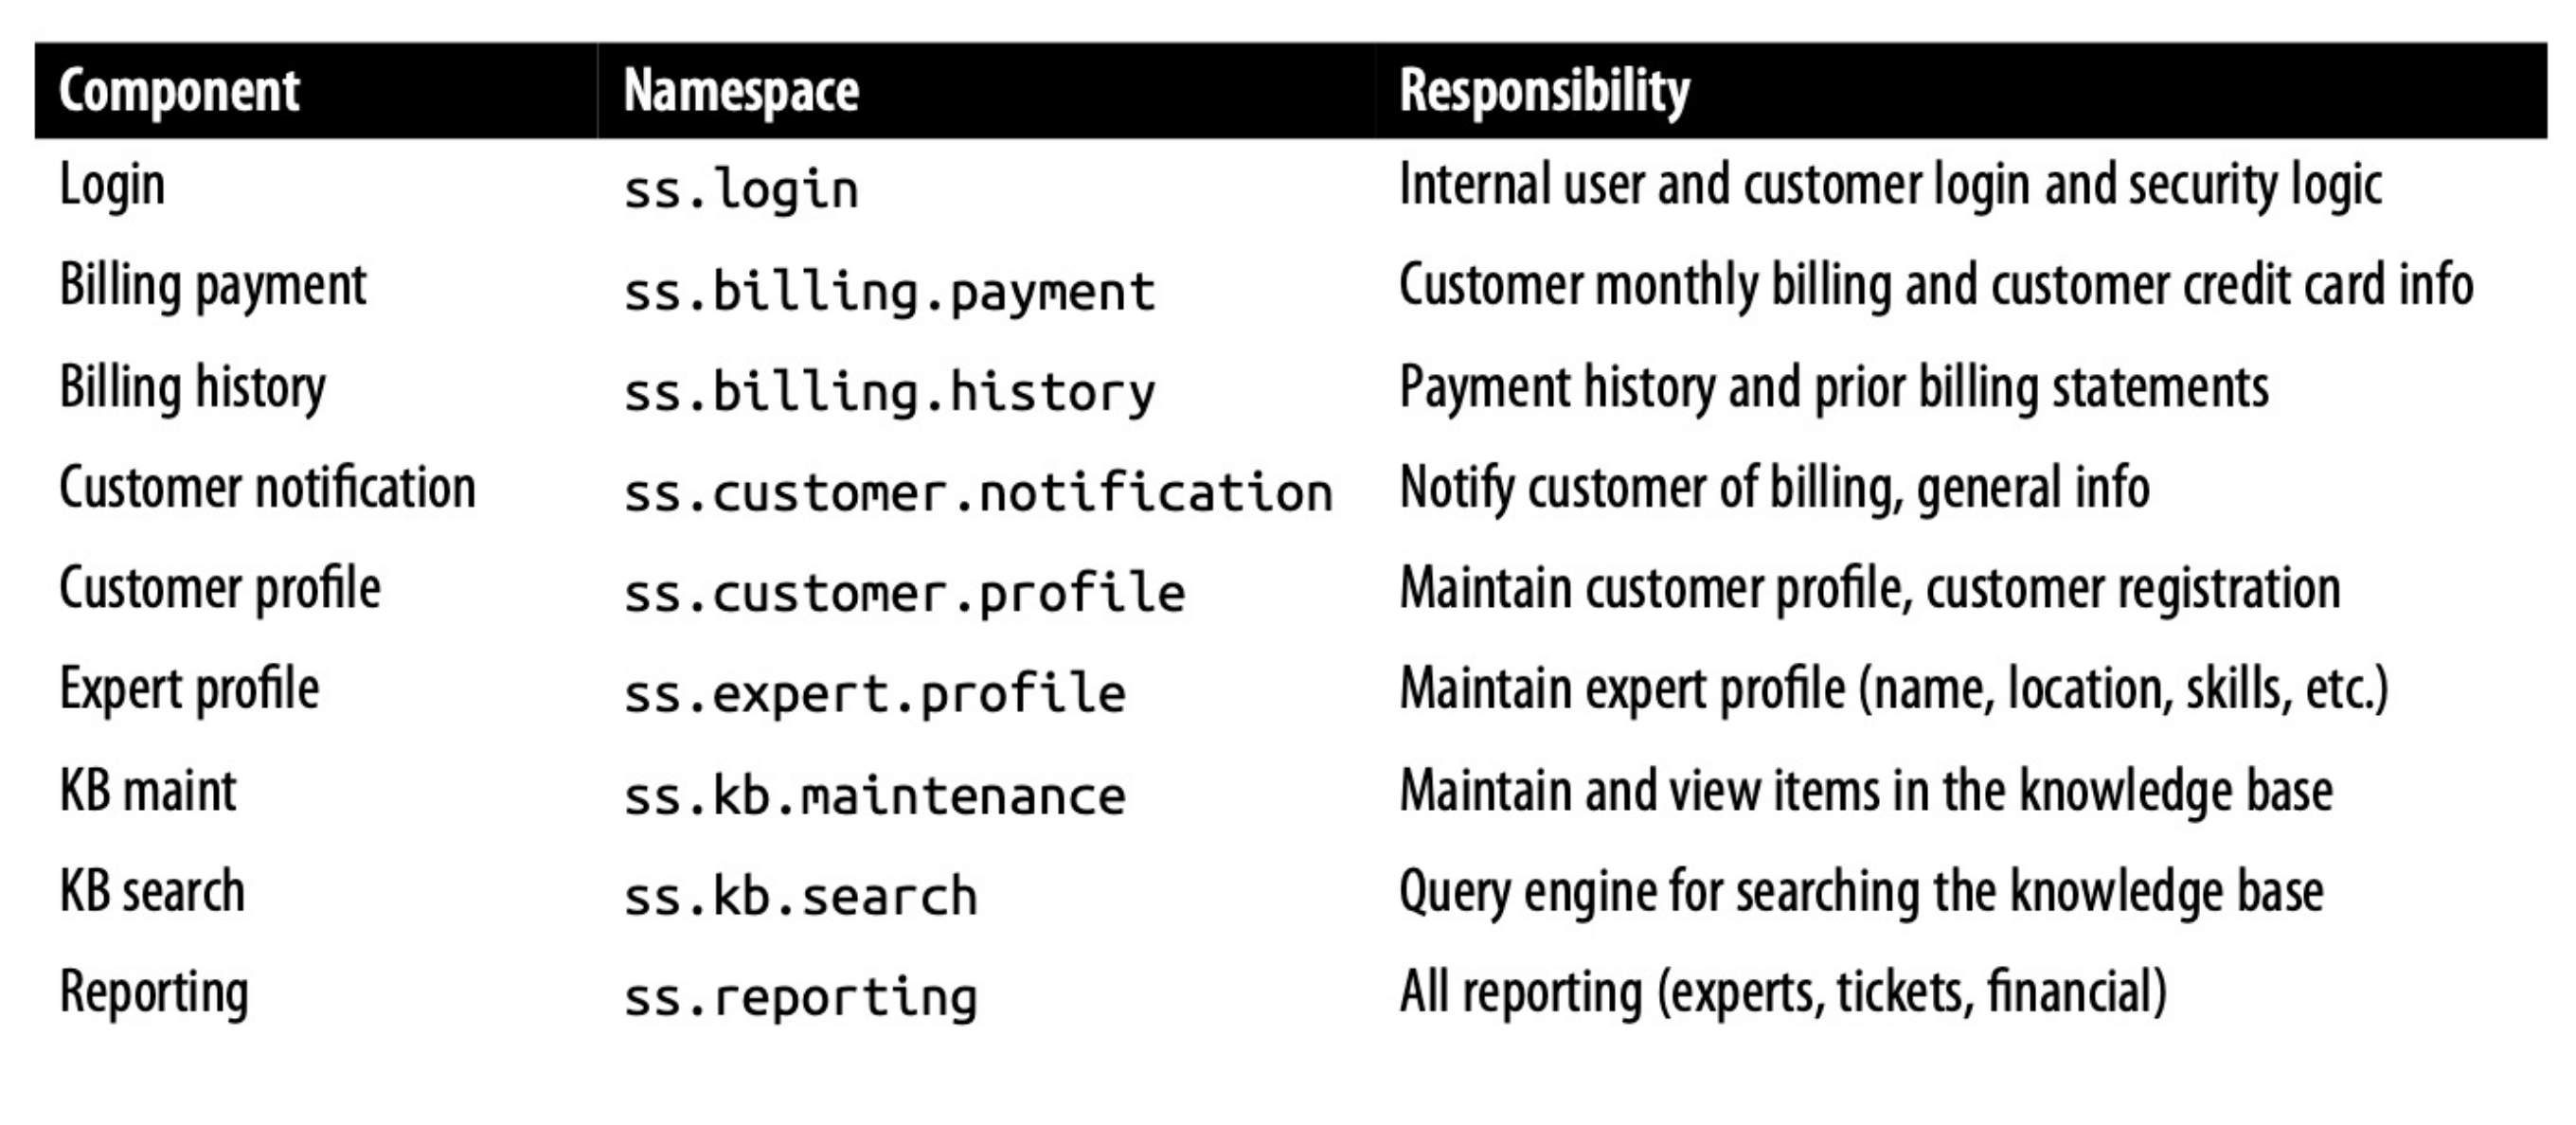 Component Namespace Responsibility
Login ss.login Internal user and customer login and security logic
Billing payment ss.billing.payment Customer monthly billing and customer credit card info
Billing history ss.billing.history Payment history and prior billing statements
Customer notification ss.customer.notification Notify customer of billing, general info
Customer profile ss.customer.profile Maintain customer profile, customer registration
Expert profile ss.expert.profile Maintain expert profile (name, location, skills, etc.)
KB maint ss.kb.maintenance Maintain and view items in the knowledge base
KB search ss.kb.search Query engine for searching the knowledge base
Reporting ss.reporting All reporting (experts, tickets, financial)